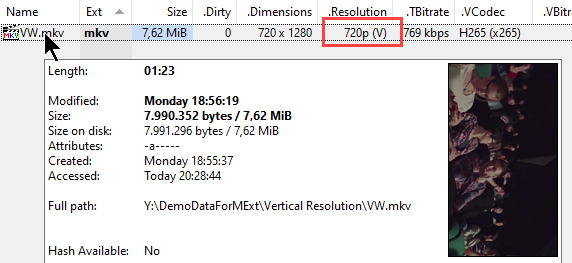 Name Ext Size .Dirty .Dimensions .Resolution .TBitrate .VCodec .VBit
VW.mkv mkv 7,62 MiB 0 720 x 1280 720p (V) 769 kbps H265 (x265)
Length: 01:23
Modified: Monday 18:56:19
Size: 7.990.352 bytes / 7,62 MiB
Size on disk: 7.991.296 bytes / 7,62 MiB
Attributes: -a-----
Created: Monday 18:55:37
Accessed: Today 20:28:44
Full path: Y:\DemoDataForMExt\Vertical Resolution\VW.mkv
Hash Available: No